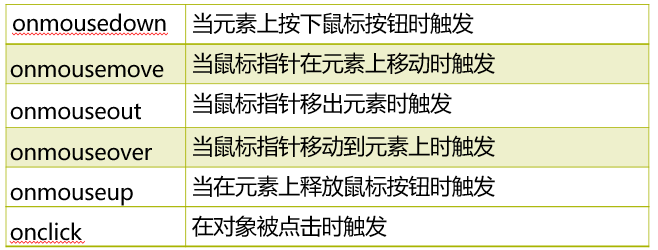 onmousedown 当元素上按下鼠标按钮时触发
onmousemove 当鼠标指针在元素上移动时触发
onmouseout 当鼠标指针移出元素时触发
onmouseover 当鼠标指针移动到元素上时触发
onmouseup 当在元素上释放鼠标按钮时触发
onclick 在对象被点击时触发